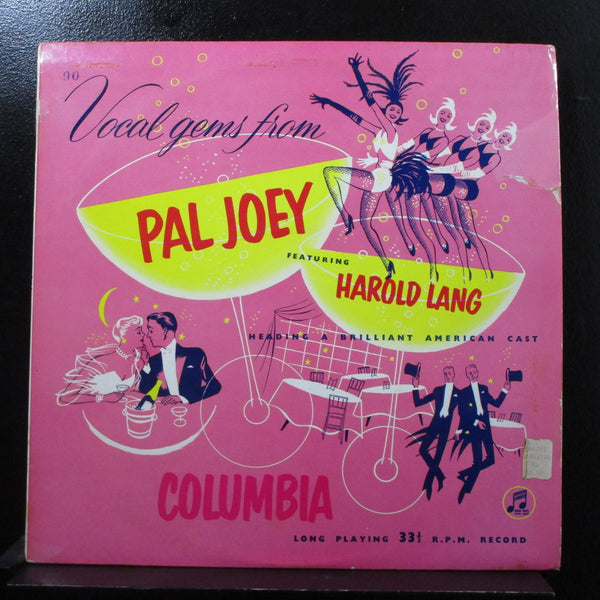 90
Vocal gems from
PAL JOEY
FEATURING
HAROLD LANG
HEADING A BRILLIANT AMERICAN CAST
COLUMBIA
LONG PLAYING 33⅓ R.P.M. RECORD